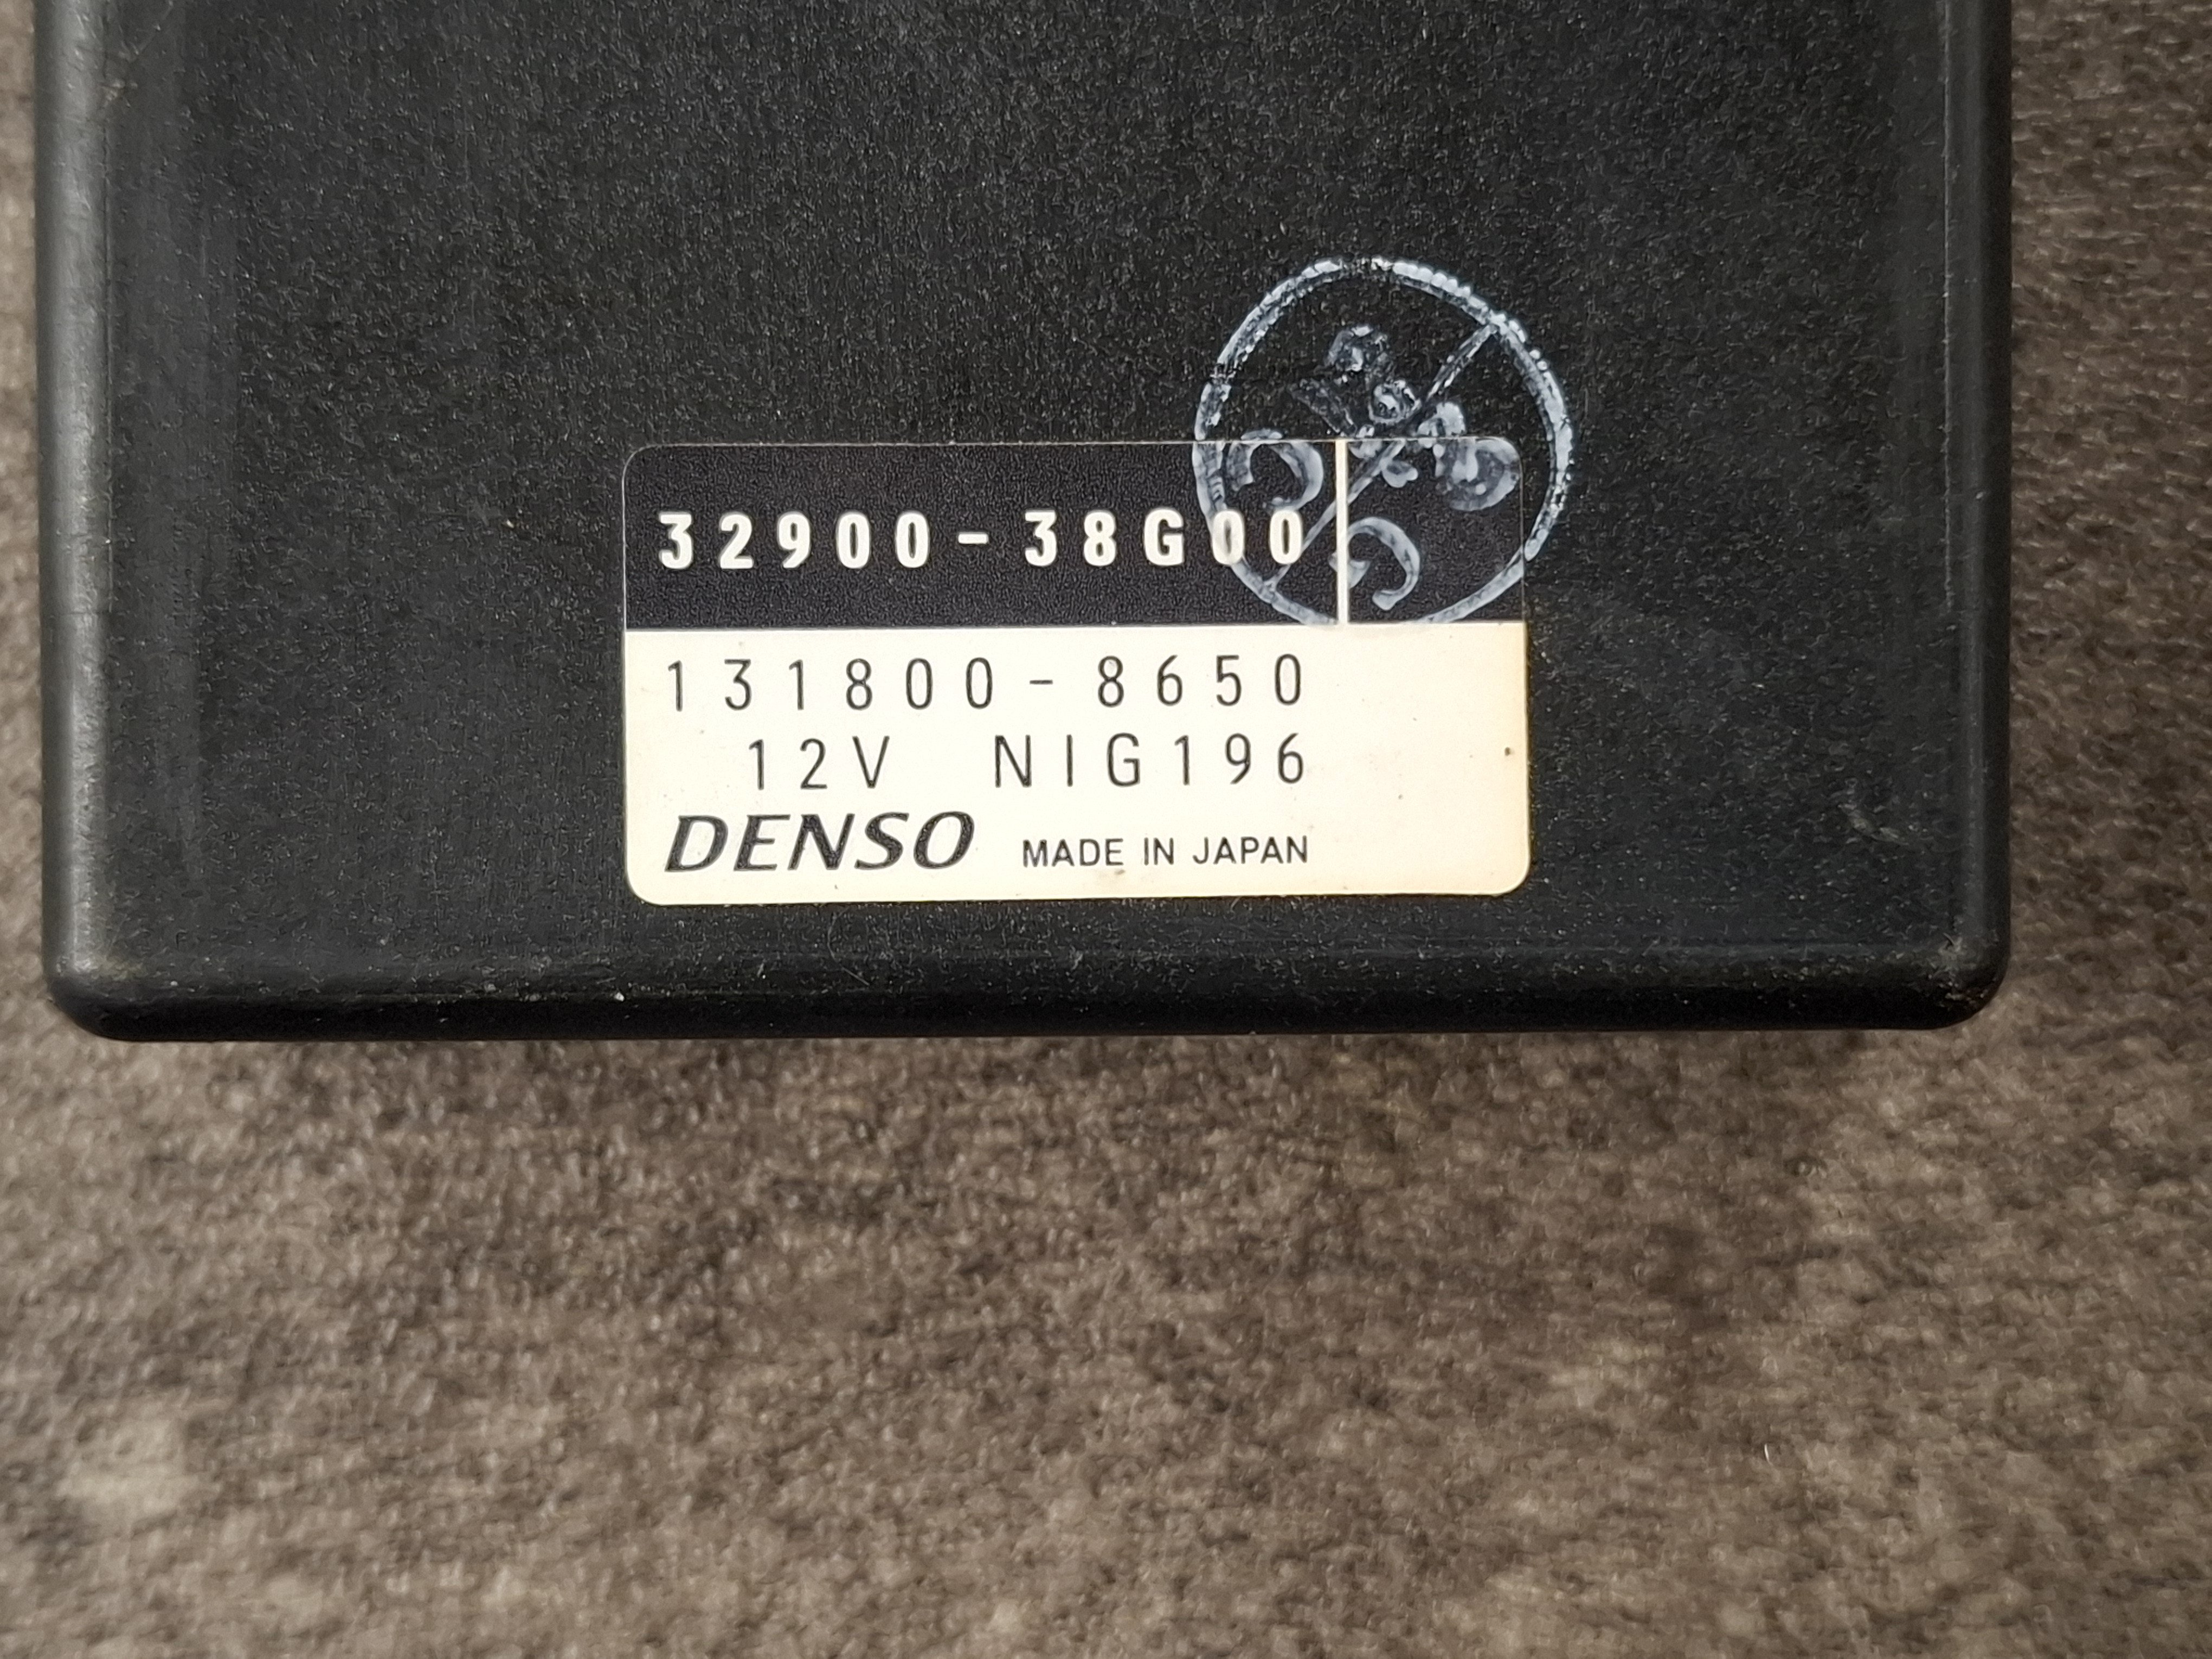 32900-38G00
131800-8650
12V NIG196
DENSO MADE IN JAPAN